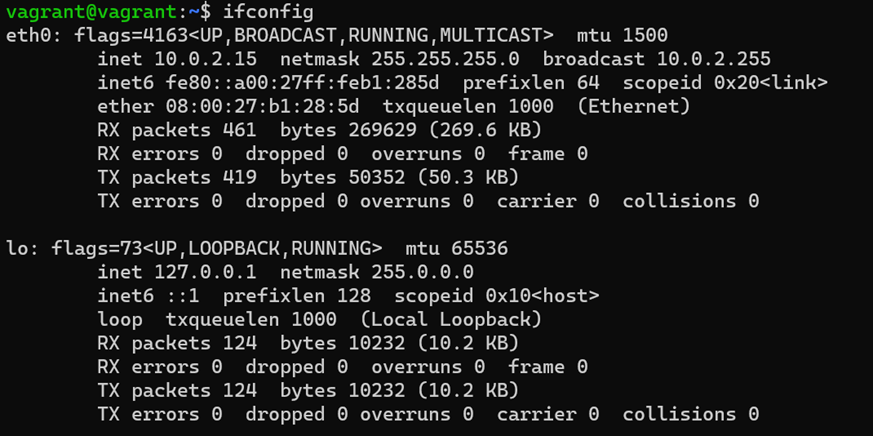 vagrant@vagrant:~$ ifconfig
eth0: flags=4163<UP,BROADCAST,RUNNING,MULTICAST>  mtu 1500
        inet 10.0.2.15  netmask 255.255.255.0  broadcast 10.0.2.255
        inet6 fe80::a00:27ff:feb1:285d  prefixlen 64  scopeid 0x20<link>
        ether 08:00:27:b1:28:5d  txqueuelen 1000  (Ethernet)
        RX packets 461  bytes 269629 (269.6 KB)
        RX errors 0  dropped 0  overruns 0  frame 0
        TX packets 419  bytes 50352 (50.3 KB)
        TX errors 0  dropped 0 overruns 0  carrier 0  collisions 0

lo: flags=73<UP,LOOPBACK,RUNNING>  mtu 65536
        inet 127.0.0.1  netmask 255.0.0.0
        inet6 ::1  prefixlen 128  scopeid 0x10<host>
        loop  txqueuelen 1000  (Local Loopback)
        RX packets 124  bytes 10232 (10.2 KB)
        RX errors 0  dropped 0  overruns 0  frame 0
        TX packets 124  bytes 10232 (10.2 KB)
        TX errors 0  dropped 0 overruns 0  carrier 0  collisions 0